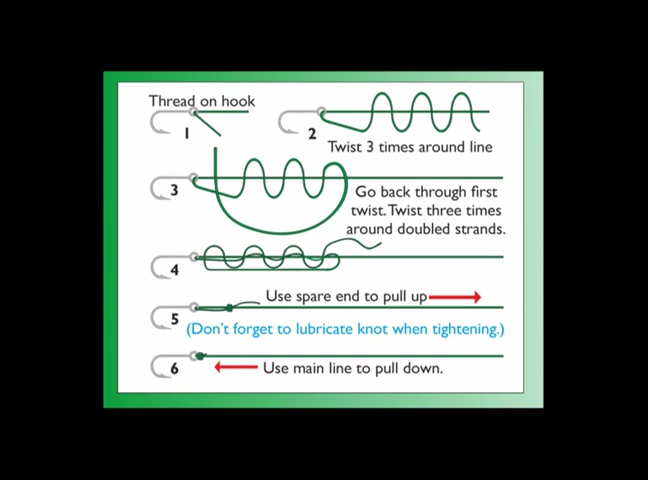 Thread on hook
1
2
Twist 3 times around line
3
Go back through first
twist. Twist three times
around doubled strands.
4
Use spare end to pull up
5
(Don't forget to lubricate knot when tightening.)
6
Use main line to pull down.